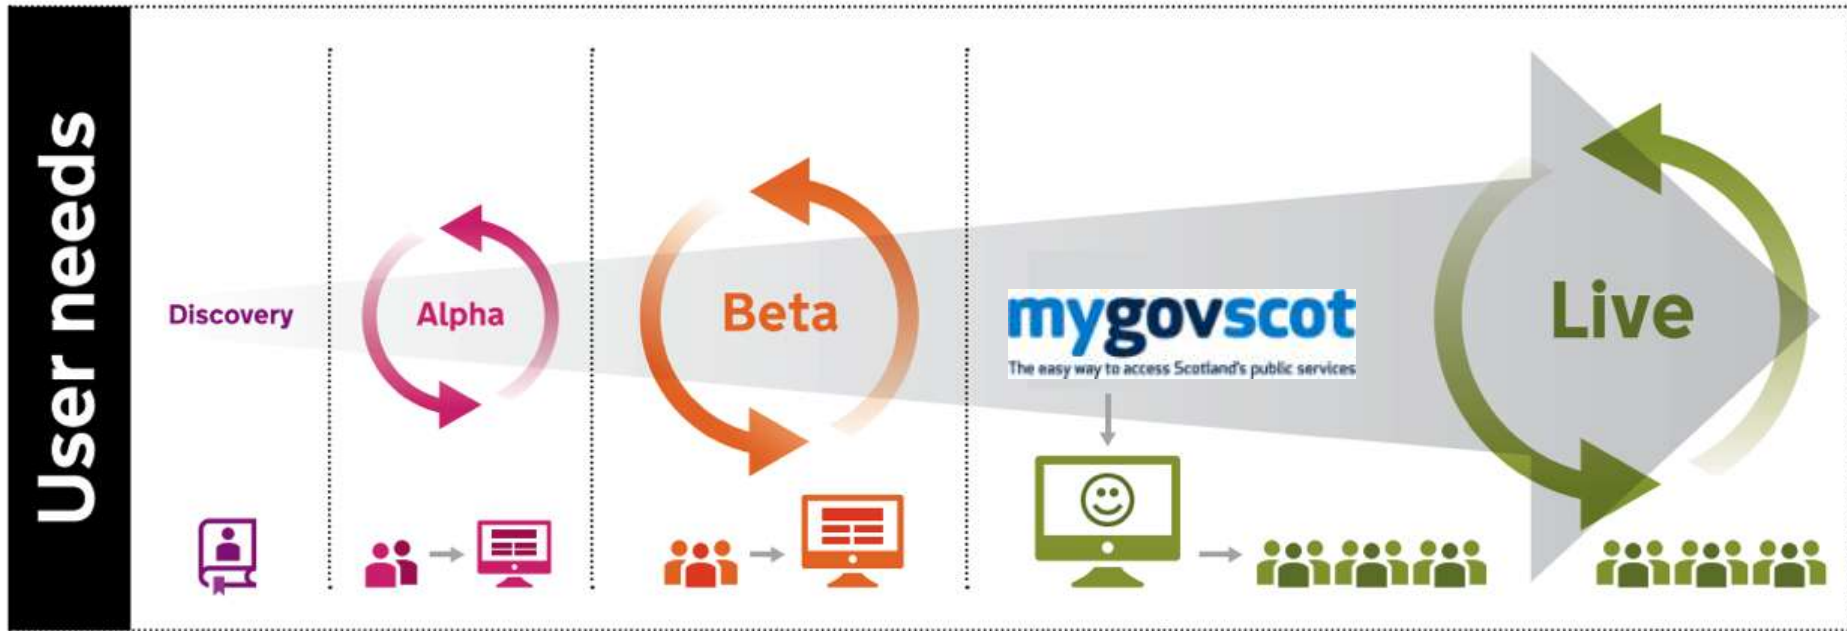 User needs
Discovery
Alpha
Beta
mygovscot
The easy way to access Scotland's public services
Live